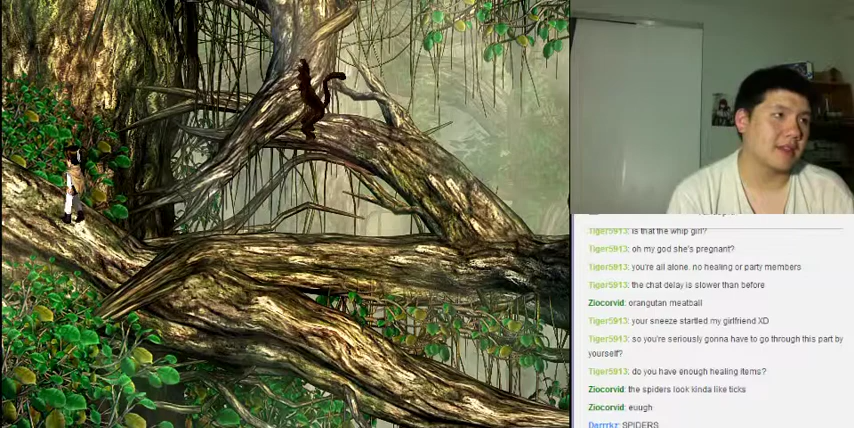 Tiger5913: is that the whip girl?
Tiger5913: oh my god she's pregnant?
Tiger5913: you're all alone. no healing or party members
Tiger5913: the chat delay is slower than before
Ziocorvid: orangutan meatball
Tiger5913: your sneeze startled my girlfriend XD
Tiger5913: so you're seriously gonna have to go through this part by
yourself?
Tiger5913: do you have enough healing items?
Ziocorvid: the spiders look kinda like ticks
Ziocorvid: euugh
Darrrkz: SPIDERS